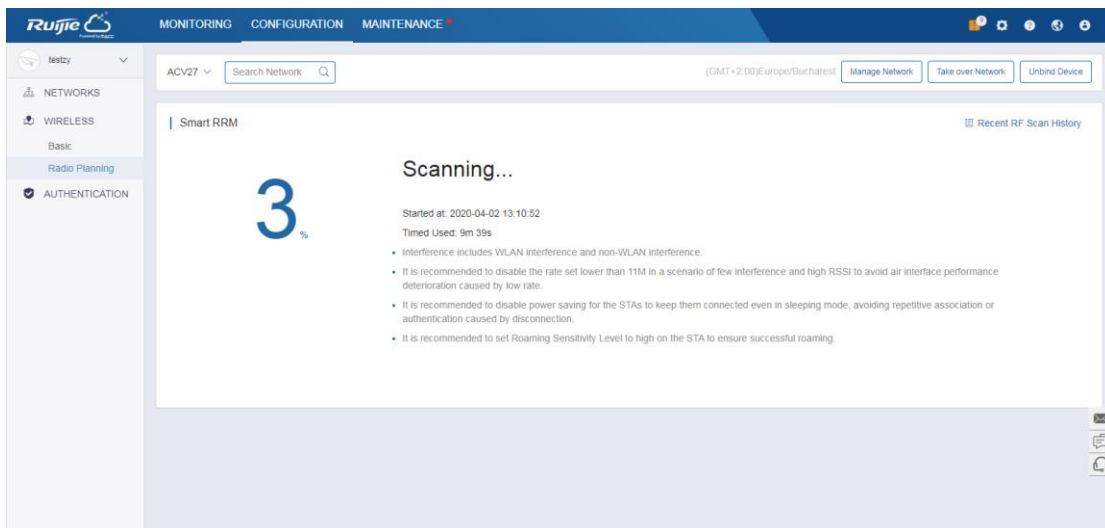 Ruijie
Powered by RACC
MONITORING CONFIGURATION MAINTENANCE
testzy
NETWORKS
WIRELESS
Basic
Radio Planning
AUTHENTICATION
ACV27 Search Network (GMT+2:00)Europe/Bucharest Manage Network Take over Network Unbind Device
Smart RRM Recent RF Scan History
3 %
Scanning...
Started at: 2020-04-02 13:10:52
Timed Used: 9m 39s
• Interference includes WLAN interference and non-WLAN interference.
• It is recommended to disable the rate set lower than 11M in a scenario of few interference and high RSSI to avoid air interface performance
deterioration caused by low rate.
• It is recommended to disable power saving for the STAs to keep them connected even in sleeping mode, avoiding repetitive association or
authentication caused by disconnection.
• It is recommended to set Roaming Sensitivity Level to high on the STA to ensure successful roaming.